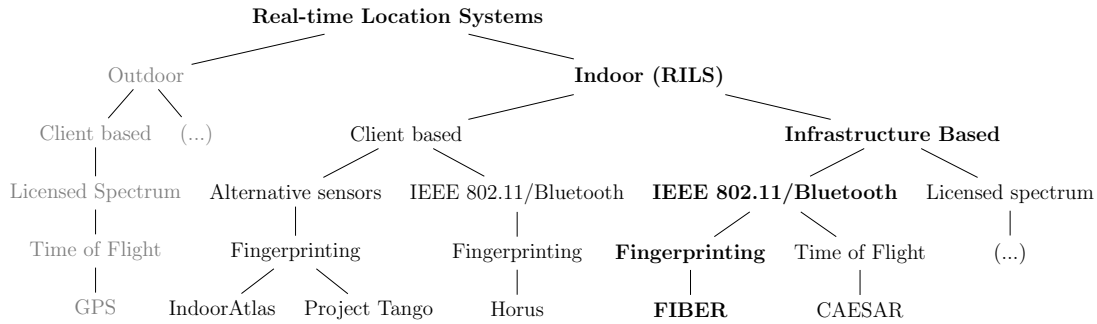 Real-time Location Systems
Outdoor
Indoor (RILS)
Client based
(...)
Client based
Infrastructure Based
Licensed Spectrum
Alternative sensors
IEEE 802.11/Bluetooth
IEEE 802.11/Bluetooth
Licensed spectrum
Time of Flight
Fingerprinting
Fingerprinting
Fingerprinting
Time of Flight
(...)
GPS
IndoorAtlas
Project Tango
Horus
FIBER
CAESAR